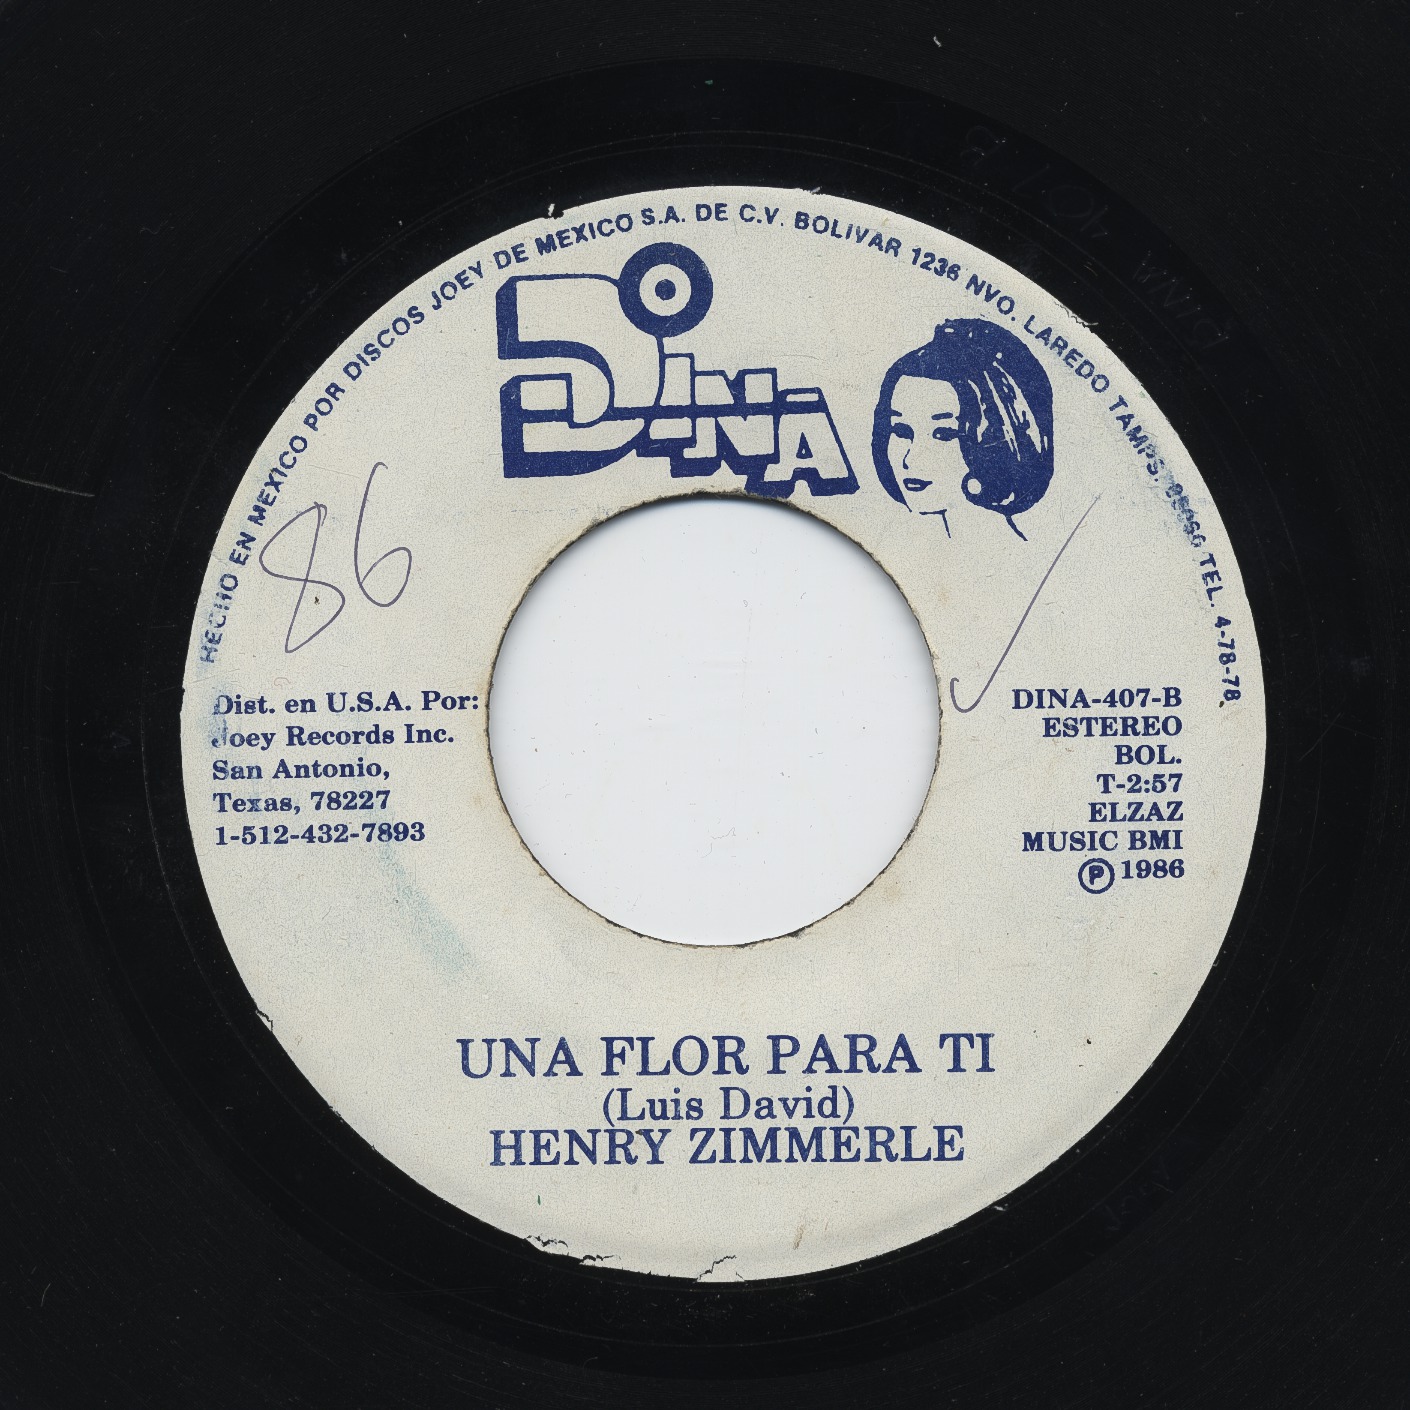 HECHO EN MEXICO POR DISCOS JOEY DE MEXICO S.A. DE C.V. BOLIVAR 1236 NVO. LAREDO TAMPS. TEL. 4-78-78
DINA
86
Dist. en U.S.A. Por:
Joey Records Inc.
San Antonio,
Texas, 78227
1-512-432-7893
DINA-407-B
ESTEREO
BOL.
T-2:57
ELZAZ
MUSIC BMI
Ⓟ 1986
UNA FLOR PARA TI
(Luis David)
HENRY ZIMMERLE